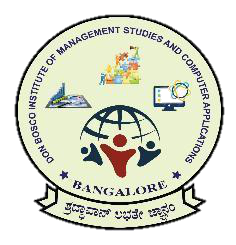 DON BOSCO INSTITUTE OF MANAGEMENT STUDIES AND COMPUTER APPLICATIONS
BANGALORE
ಶ್ರದ್ಧಾವಾನ್ ಲಭತೇ ಜ್ಞಾನಂ